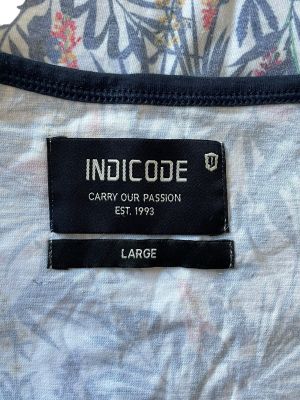 INDICODE
CARRY OUR PASSION
EST. 1993
LARGE